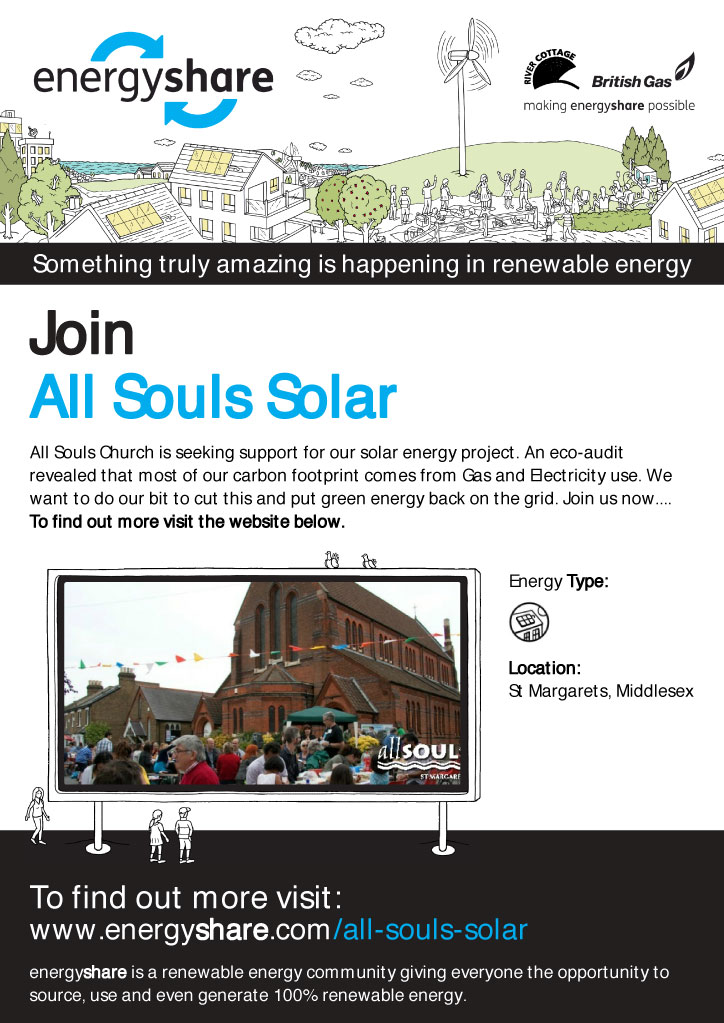 energyshare
RIVER COTTAGE
British Gas
making energyshare possible
Something truly amazing is happening in renewable energy
Join
All Souls Solar
All Souls Church is seeking support for our solar energy project. An eco-audit
revealed that most of our carbon footprint comes from Gas and Electricity use. We
want to do our bit to cut this and put green energy back on the grid. Join us now....
To find out more visit the website below.
Energy Type:
Location:
St Margarets, Middlesex
allSOUL
ST MARGARE
To find out more visit:
www.energyshare.com/all-souls-solar
energyshare is a renewable energy community giving everyone the opportunity to
source, use and even generate 100% renewable energy.